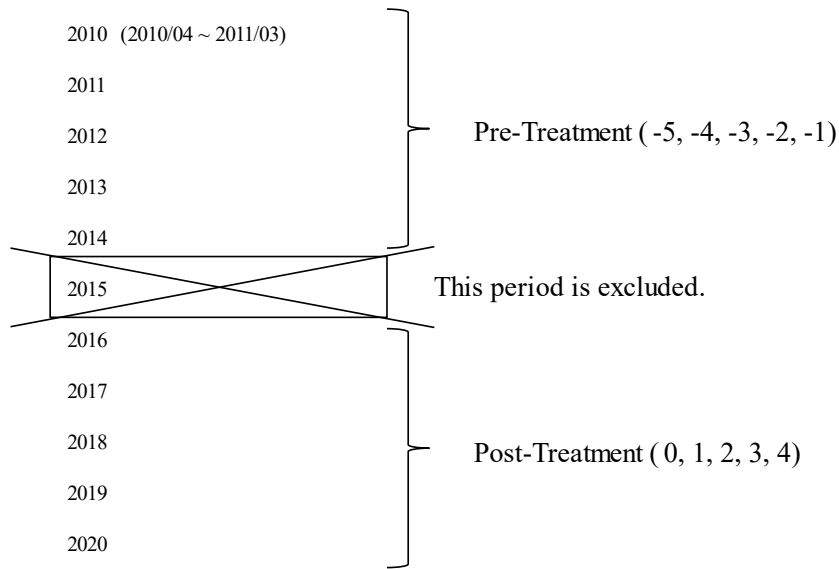 2010 (2010/04 ~ 2011/03)
2011
2012
Pre-Treatment ( -5, -4, -3, -2, -1)
2013
2014
2015
This period is excluded.
2016
2017
2018
Post-Treatment ( 0, 1, 2, 3, 4)
2019
2020